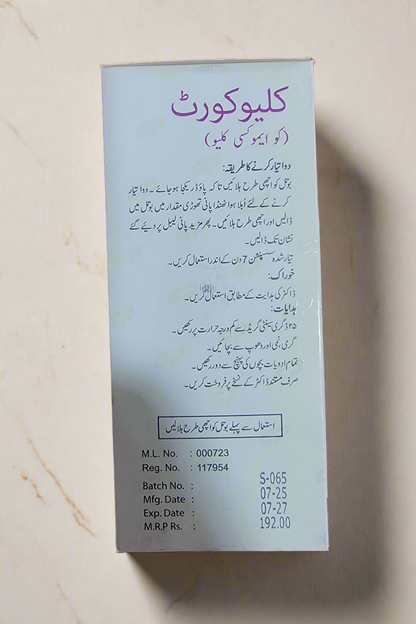 کلیوکورٹ
(کو ایموکسی کلیو)
دوا تیار کرنے کا طریقہ:
بوتل کو اچھی طرح ہلائیں تاکہ پاؤڈر یکجا ہو جائے۔ دوا تیار
کرنے کے لئے اُبلا ہوا ٹھنڈا پانی تھوڑی مقدار میں بوتل میں
ڈالیں اور اچھی طرح ہلائیں۔ پھر مزید پانی لیبل پر دیئے گئے
نشان تک ڈالیں۔
تیار شدہ سسپنشن 7 دن کے اندر استعمال کریں۔
خوراک:
ڈاکٹر کی ہدایت کے مطابق استعمال کریں۔
ہدایات:
۲۵ ڈگری سینٹی گریڈ سے کم درجہ حرارت پر رکھیں۔
گرمی، نمی اور دھوپ سے بچائیں۔
تمام ادویات بچوں کی پہنچ سے دور رکھیں۔
صرف مستند ڈاکٹر کے نسخے پر فروخت کریں۔
استعمال سے پہلے بوتل کو اچھی طرح ہلا لیں
M.L. No. : 000723
Reg. No. : 117954
Batch No. : S-065
Mfg. Date : 07-25
Exp. Date : 07-27
M.R.P Rs. : 192.00